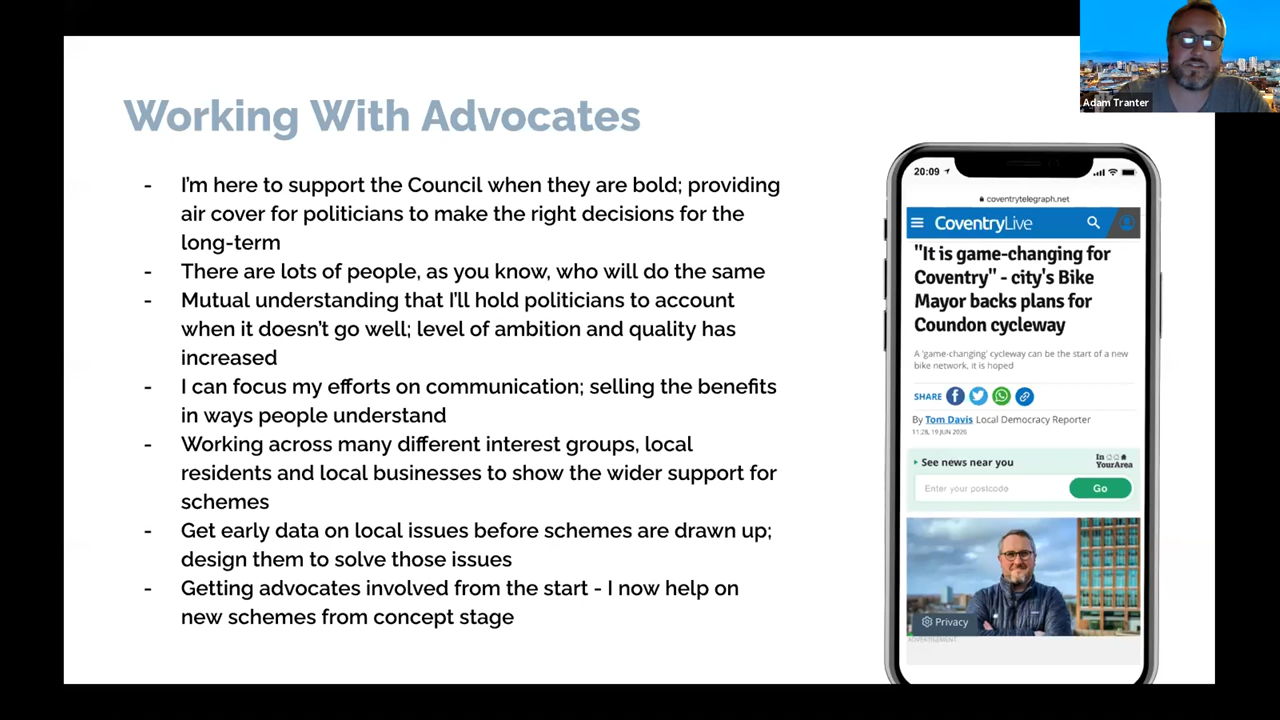 Adam Tranter
Working With Advocates
- I'm here to support the Council when they are bold; providing
air cover for politicians to make the right decisions for the
long-term
- There are lots of people, as you know, who will do the same
- Mutual understanding that I'll hold politicians to account
when it doesn't go well; level of ambition and quality has
increased
- I can focus my efforts on communication; selling the benefits
in ways people understand
- Working across many different interest groups, local
residents and local businesses to show the wider support for
schemes
- Get early data on local issues before schemes are drawn up;
design them to solve those issues
- Getting advocates involved from the start - I now help on
new schemes from concept stage
20:09
coventrytelegraph.net
CoventryLive
"It is game-changing for
Coventry" - city's Bike
Mayor backs plans for
Coundon cycleway
A 'game-changing' cycleway can be the start of a new
bike network, it is hoped
SHARE
By Tom Davis Local Democracy Reporter
11:28, 19 JUN 2020
See news near you
In
YourArea
Enter your postcode
Go
Privacy
ADVERTISEMENT